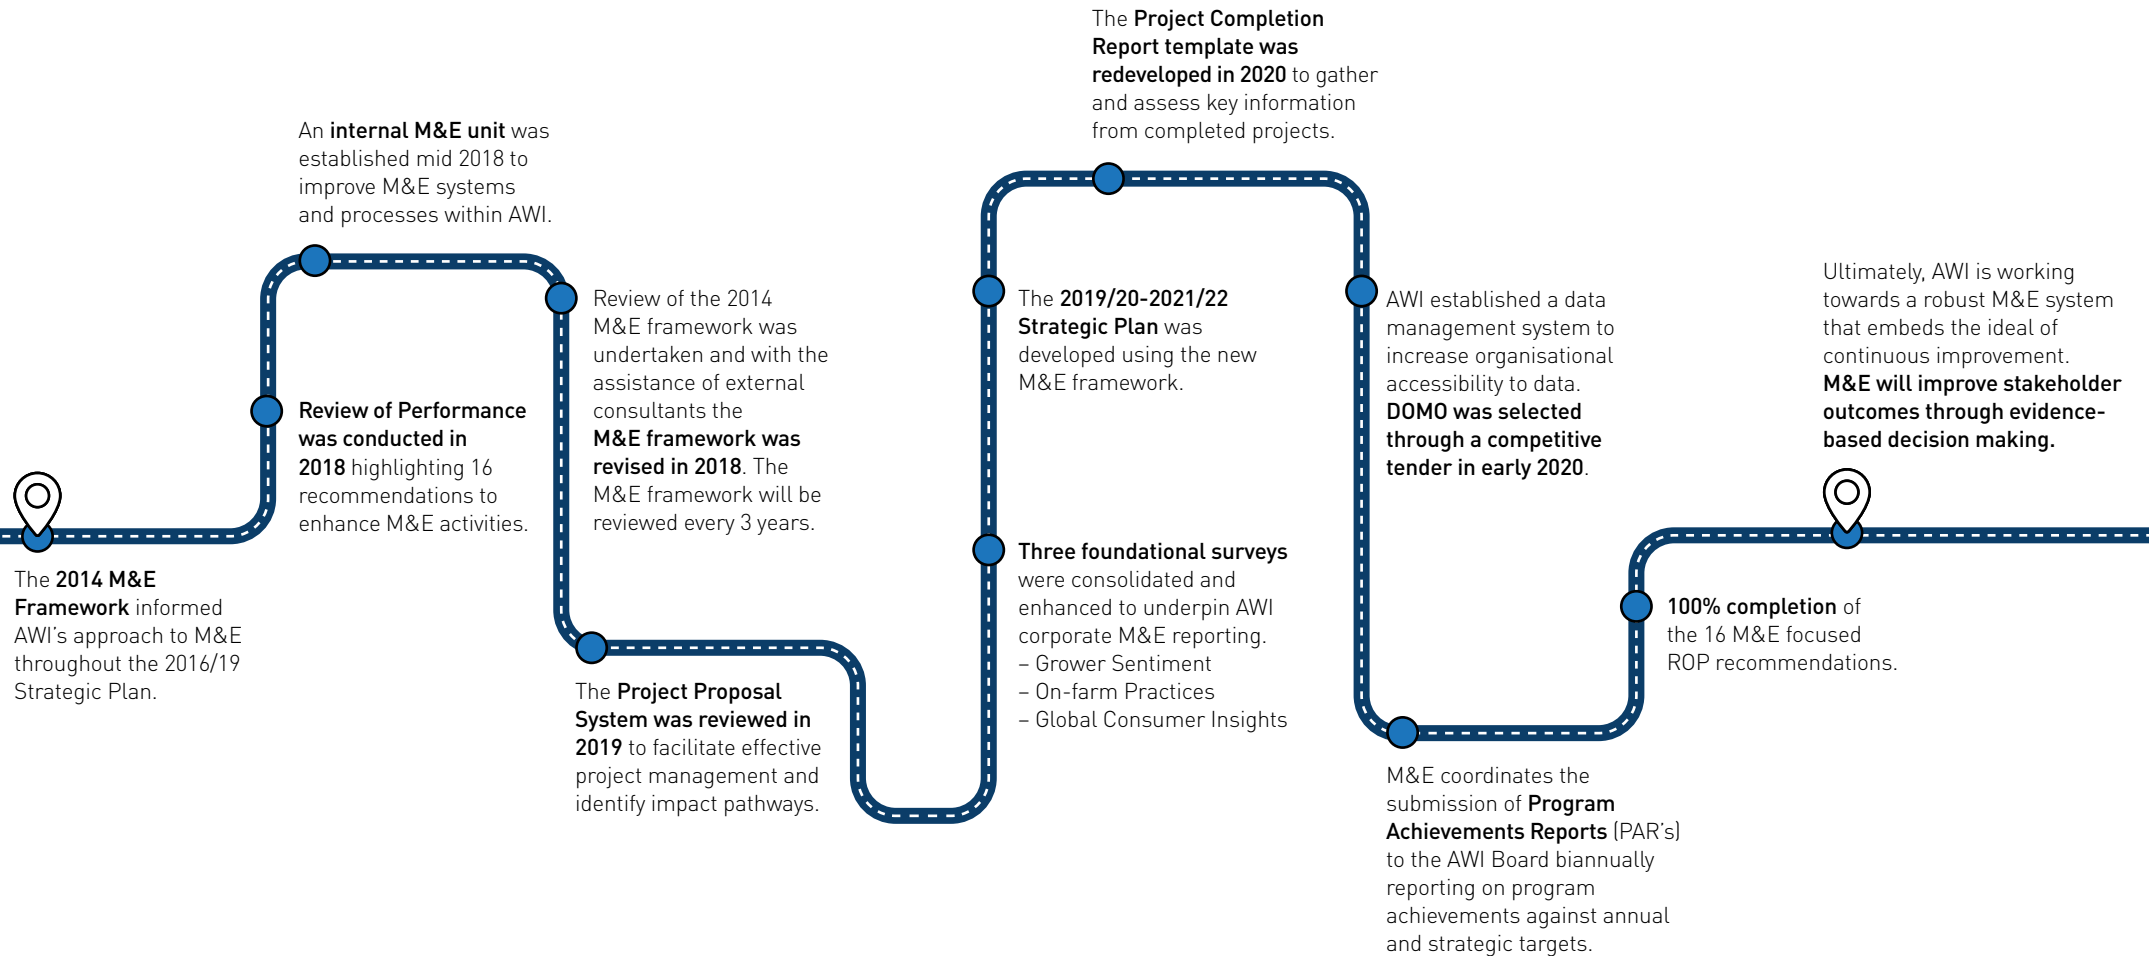 The 2014 M&E
Framework informed
AWI's approach to M&E
throughout the 2016/19
Strategic Plan.
Review of Performance
was conducted in
2018 highlighting 16
recommendations to
enhance M&E activities.
An internal M&E unit was
established mid 2018 to
improve M&E systems
and processes within AWI.
Review of the 2014
M&E framework was
undertaken and with the
assistance of external
consultants the
M&E framework was
revised in 2018. The
M&E framework will be
reviewed every 3 years.
The Project Proposal
System was reviewed in
2019 to facilitate effective
project management and
identify impact pathways.
Three foundational surveys
were consolidated and
enhanced to underpin AWI
corporate M&E reporting.
– Grower Sentiment
– On-farm Practices
– Global Consumer Insights
The 2019/20-2021/22
Strategic Plan was
developed using the new
M&E framework.
The Project Completion
Report template was
redeveloped in 2020 to gather
and assess key information
from completed projects.
AWI established a data
management system to
increase organisational
accessibility to data.
DOMO was selected
through a competitive
tender in early 2020.
M&E coordinates the
submission of Program
Achievements Reports (PAR's)
to the AWI Board biannually
reporting on program
achievements against annual
and strategic targets.
100% completion of
the 16 M&E focused
ROP recommendations.
Ultimately, AWI is working
towards a robust M&E system
that embeds the ideal of
continuous improvement.
M&E will improve stakeholder
outcomes through evidence-
based decision making.